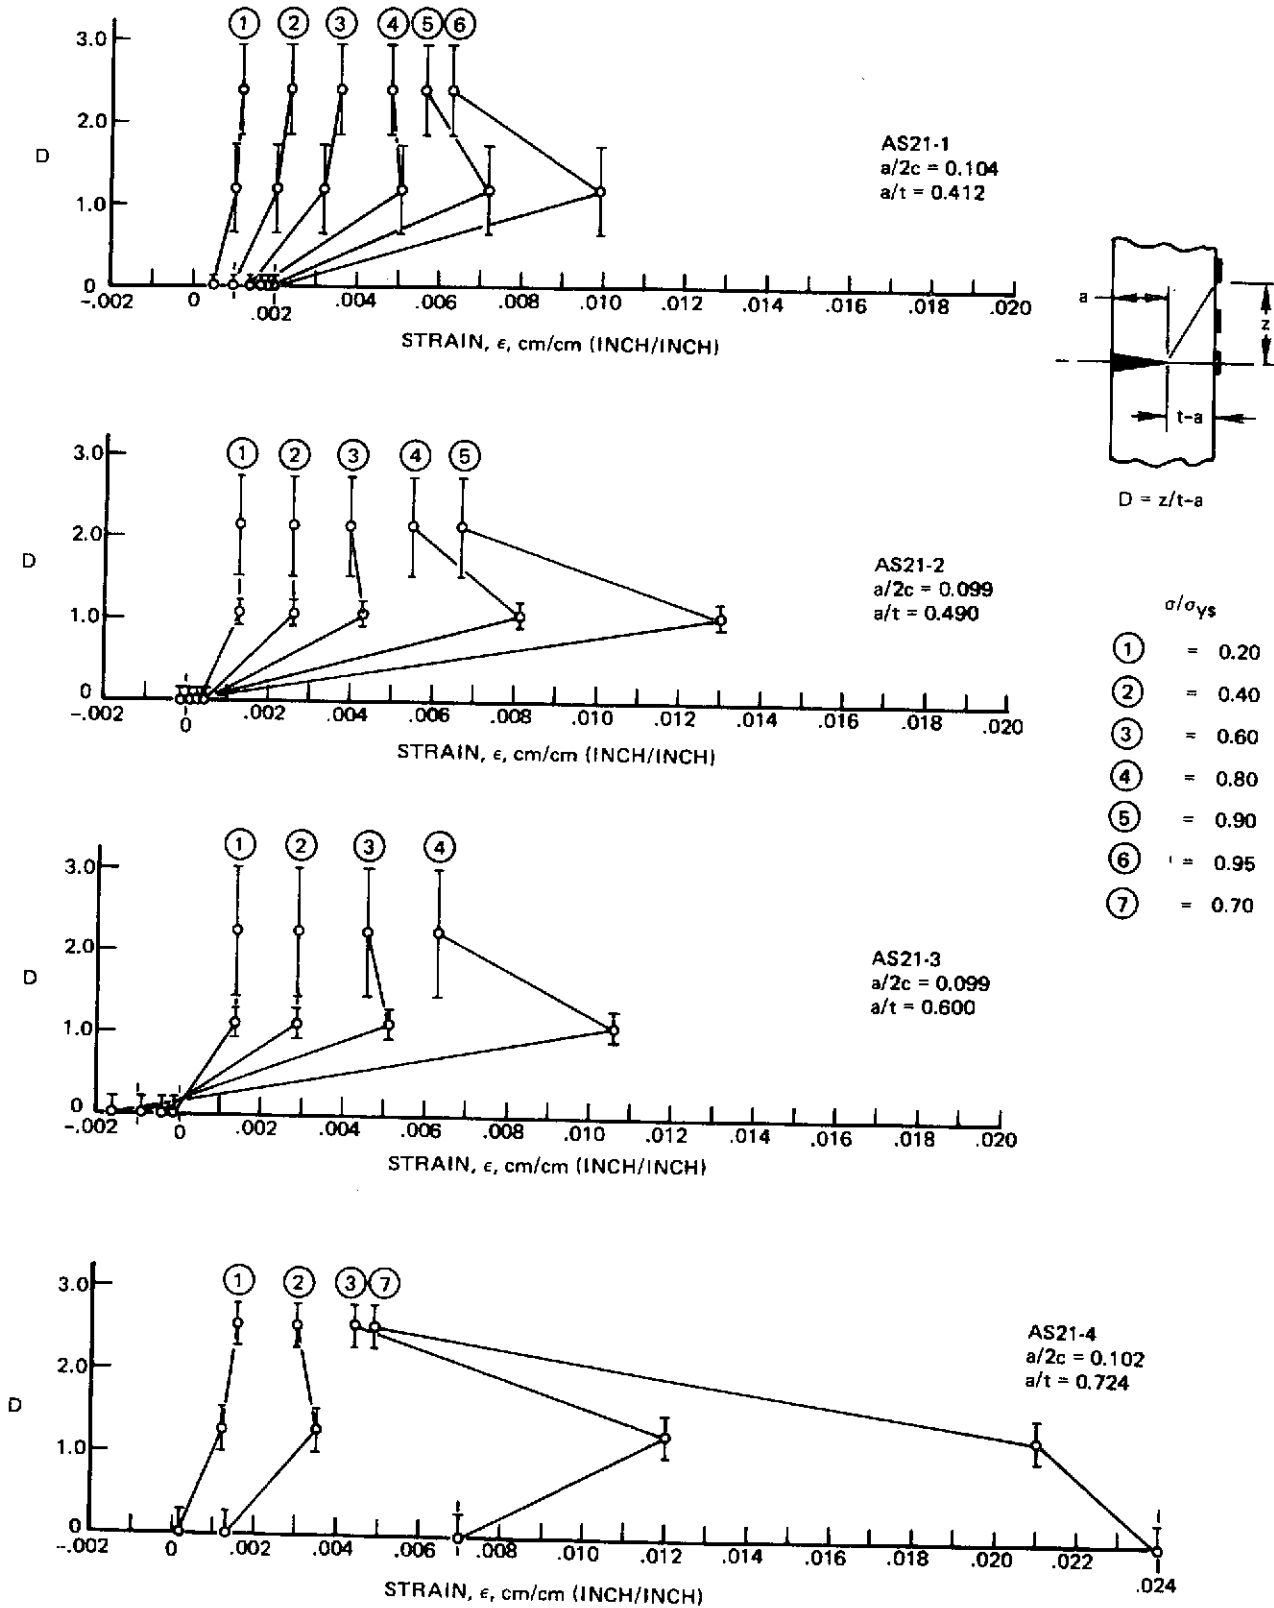 ① ② ③ ④ ⑤ ⑥
3.0
2.0
D
1.0
0
AS21-1
a/2c = 0.104
a/t = 0.412
-.002 0 .002 .004 .006 .008 .010 .012 .014 .016 .018 .020
STRAIN, ε, cm/cm (INCH/INCH)
a
z
t-a
D = z/t-a
① ② ③ ④ ⑤
3.0
2.0
D
1.0
0
AS21-2
a/2c = 0.099
a/t = 0.490
-.002 0 .002 .004 .006 .008 .010 .012 .014 .016 .018 .020
STRAIN, ε, cm/cm (INCH/INCH)
σ/σys
① = 0.20
② = 0.40
③ = 0.60
④ = 0.80
⑤ = 0.90
⑥ = 0.95
⑦ = 0.70
① ② ③ ④
3.0
2.0
D
1.0
0
AS21-3
a/2c = 0.099
a/t = 0.600
-.002 0 .002 .004 .006 .008 .010 .012 .014 .016 .018 .020
STRAIN, ε, cm/cm (INCH/INCH)
① ② ③ ⑦
3.0
2.0
D
1.0
0
AS21-4
a/2c = 0.102
a/t = 0.724
-.002 0 .002 .004 .006 .008 .010 .012 .014 .016 .018 .020 .022 .024
STRAIN, ε, cm/cm (INCH/INCH)